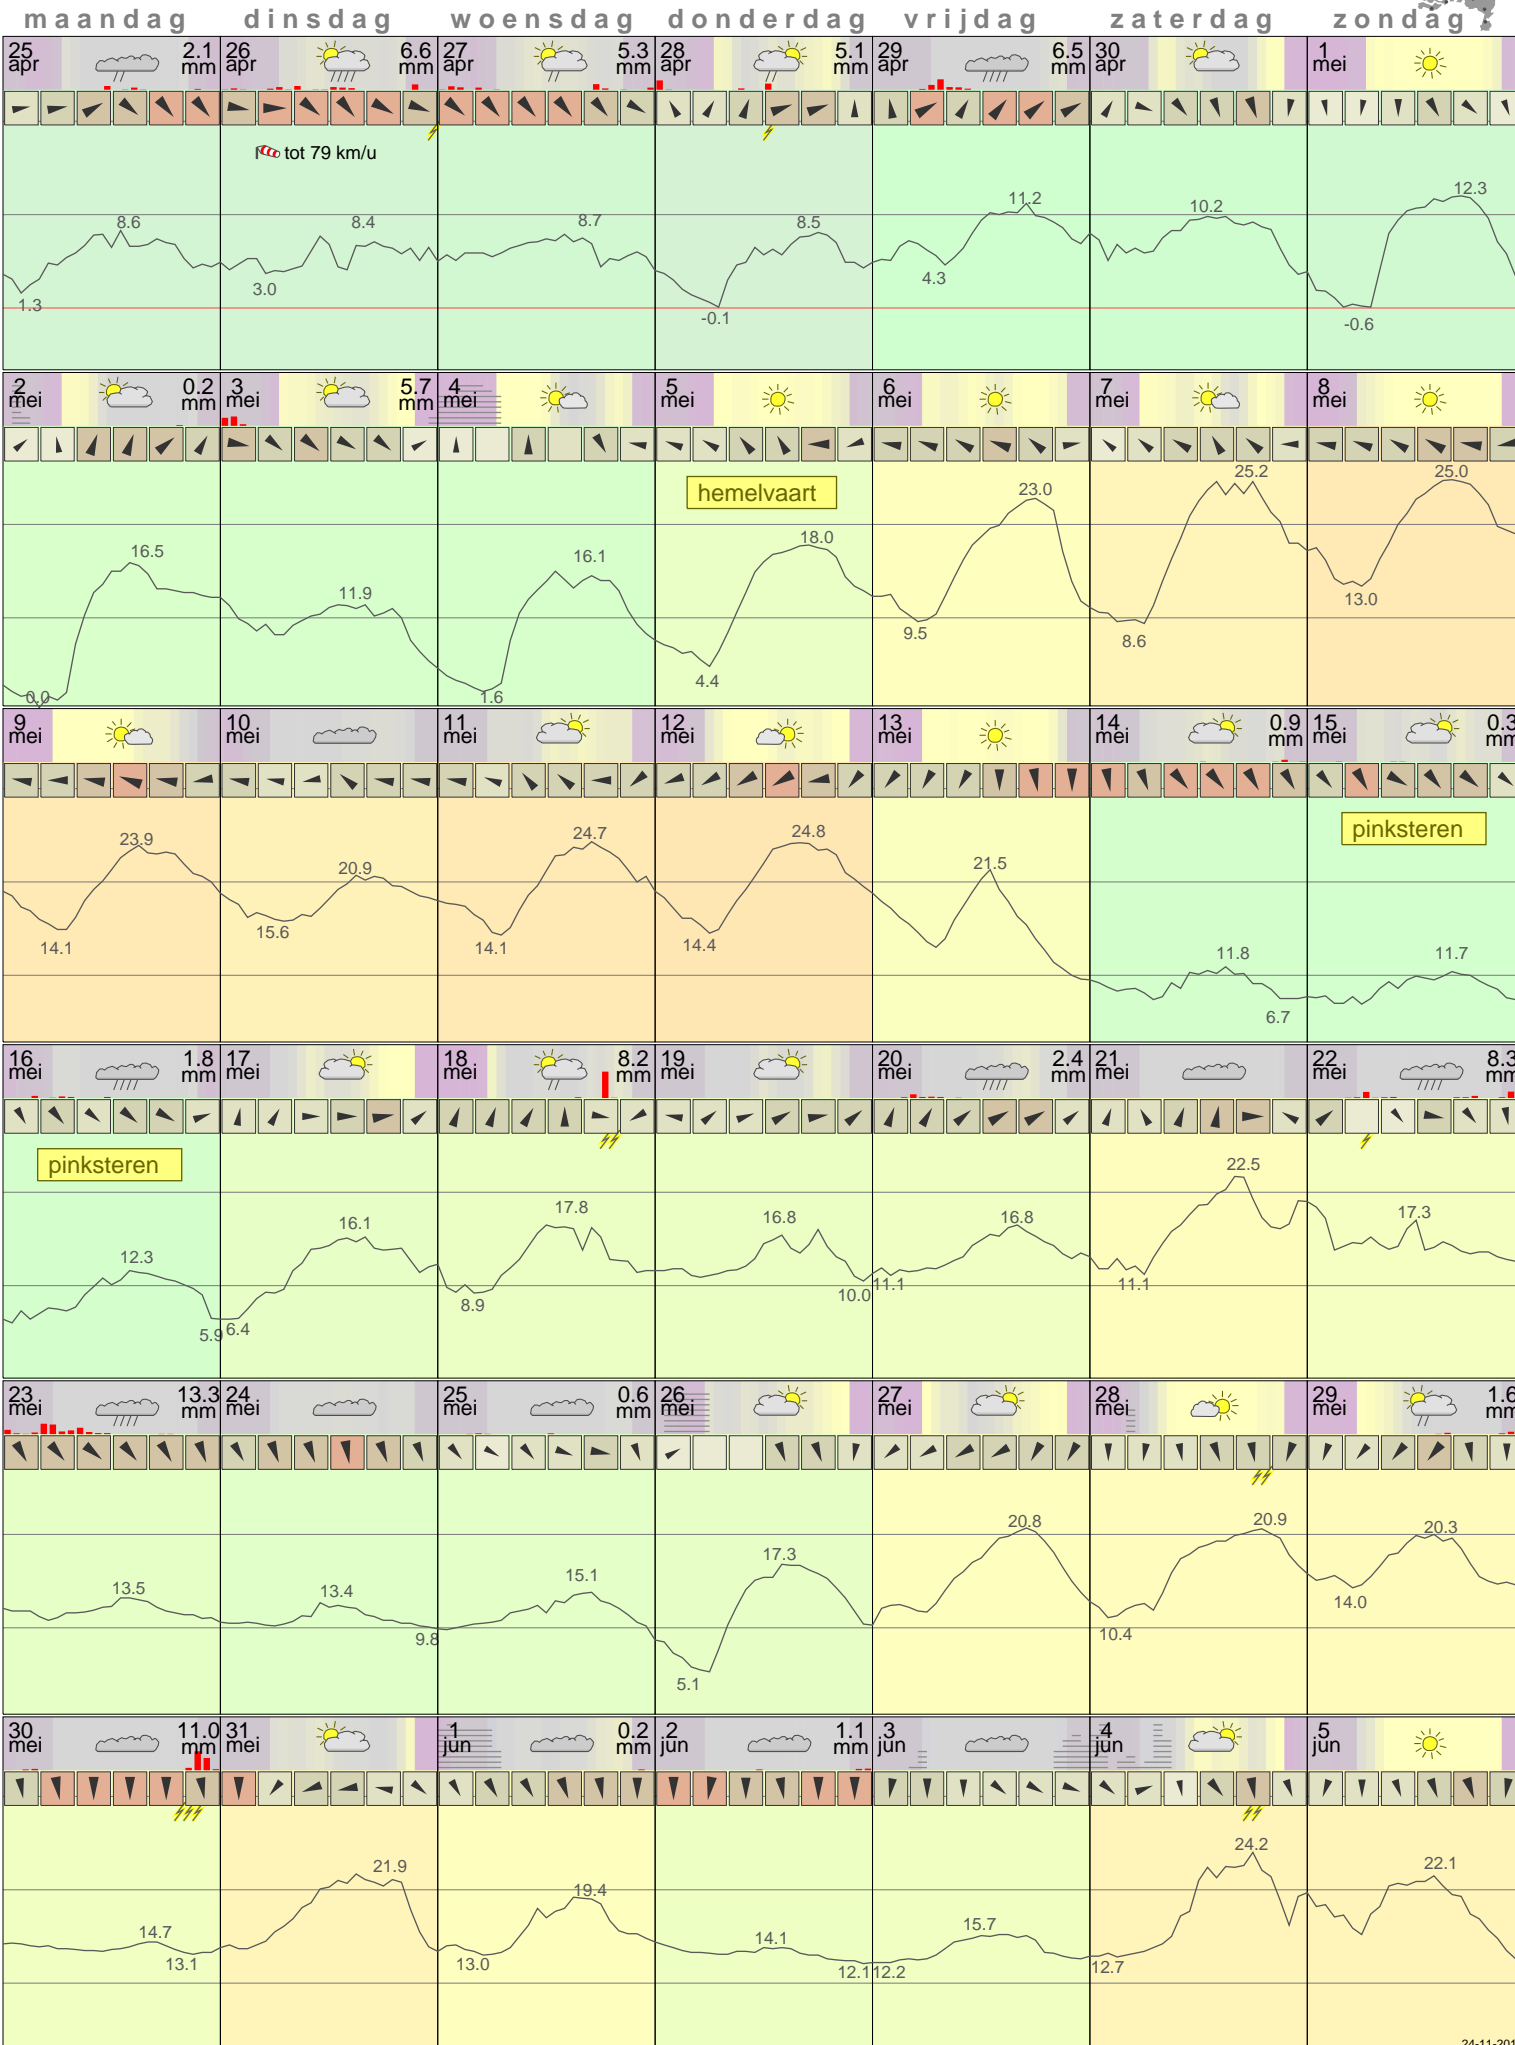 maandag dinsdag woensdag donderdag vrijdag zaterdag zondag
25 apr 2.1 mm 26 apr 6.6 mm 27 apr 5.3 mm 28 apr 5.1 mm 29 apr 6.5 mm 30 apr 1 mei
tot 79 km/u
8.6 8.4 8.7 8.5 11.2 10.2 12.3
1.3 3.0 -0.1 4.3 -0.6
2 mei 0.2 mm 3 mei 5.7 mm 4 mei 5 mei 6 mei 7 mei 8 mei
hemelvaart
16.5 11.9 16.1 18.0 23.0 25.2 25.0
0.0 1.6 4.4 9.5 8.6 13.0
9 mei 10 mei 11 mei 12 mei 13 mei 14 mei 0.9 mm 15 mei 0.3 mm
pinksteren
23.9 20.9 24.7 24.8 21.5 11.8 11.7
14.1 15.6 14.1 14.4 6.7
16 mei 1.8 mm 17 mei 18 mei 8.2 mm 19 mei 20 mei 2.4 mm 21 mei 22 mei 8.3 mm
pinksteren
12.3 16.1 17.8 16.8 16.8 22.5 17.3
5.9 6.4 8.9 10.0 11.1 11.1
23 mei 13.3 mm 24 mei 25 mei 0.6 mm 26 mei 27 mei 28 mei 29 mei 1.6 mm
13.5 13.4 15.1 17.3 20.8 20.9 20.3
9.8 5.1 10.4 14.0
30 mei 11.0 mm 31 mei 1 jun 0.2 mm 2 jun 1.1 mm 3 jun 4 jun 5 jun
14.7 21.9 19.4 14.1 15.7 24.2 22.1
13.1 13.0 12.1 12.2 12.7